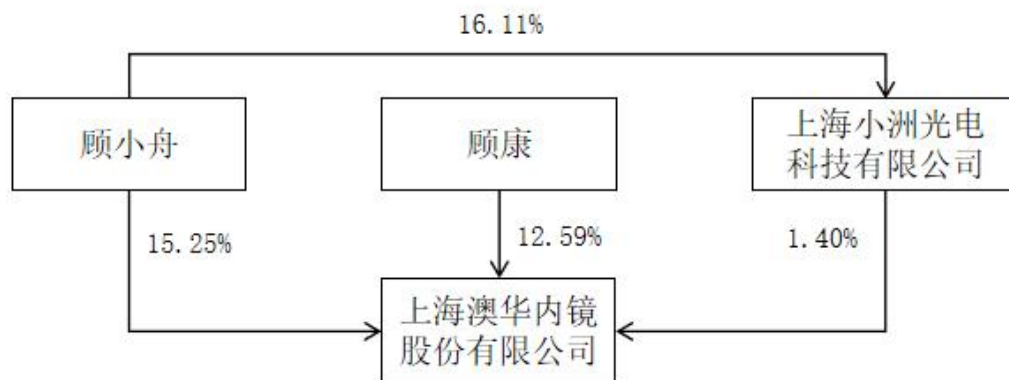 16.11%
顾小舟
顾康
上海小洲光电
科技有限公司
15.25%
12.59%
1.40%
上海澳华内镜
股份有限公司